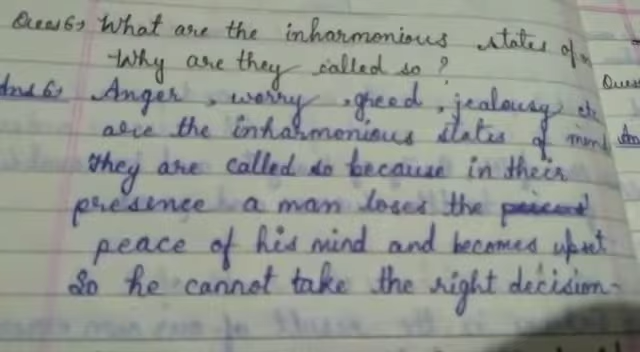 Ques 6) What are the inharmonious states of m
Why are they called so?
Ques
Ans 6) Anger, worry, greed, jealousy etc
are the inharmonious states of mind
they are called so because in their
presence a man loses the
peace of his mind and becomes upset
So he cannot take the right decision.